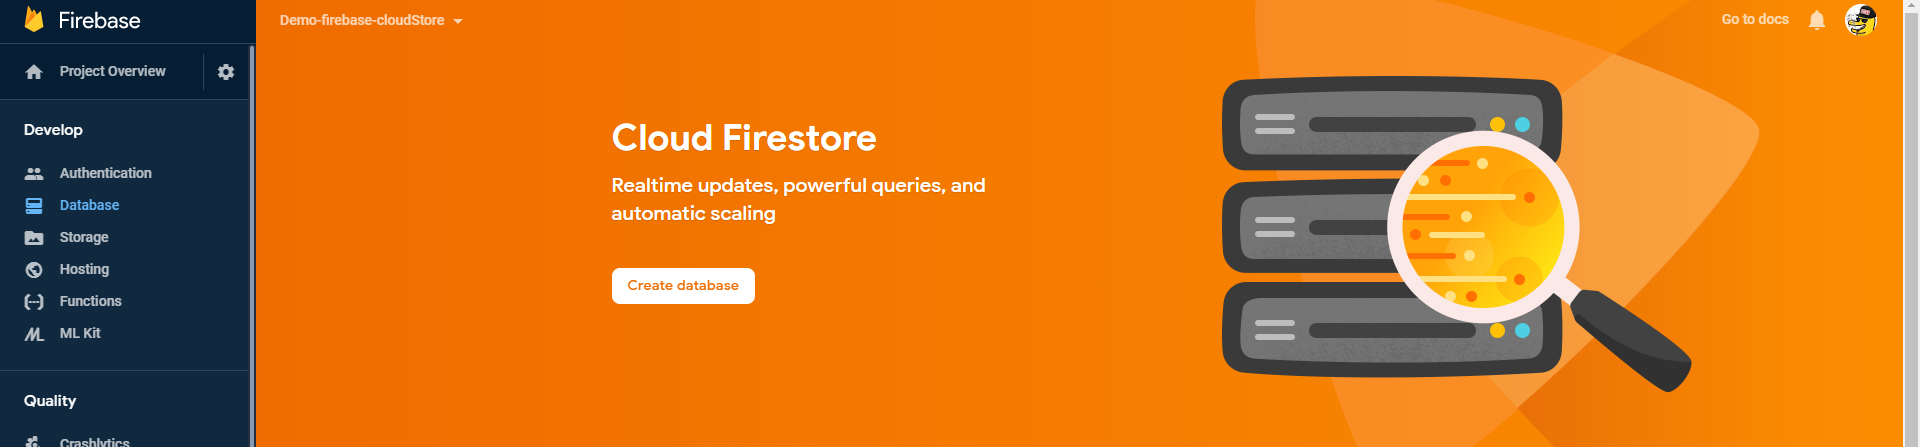 Firebase
Demo-firebase-cloudStore
Go to docs
Project Overview
Develop
Authentication
Database
Storage
Hosting
Functions
ML Kit
Quality
Crashlytics
Cloud Firestore
Realtime updates, powerful queries, and
automatic scaling
Create database